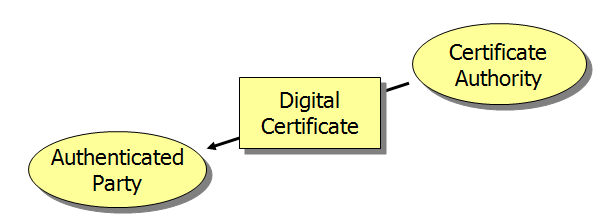 Certificate
Authority
Digital
Certificate
Authenticated
Party